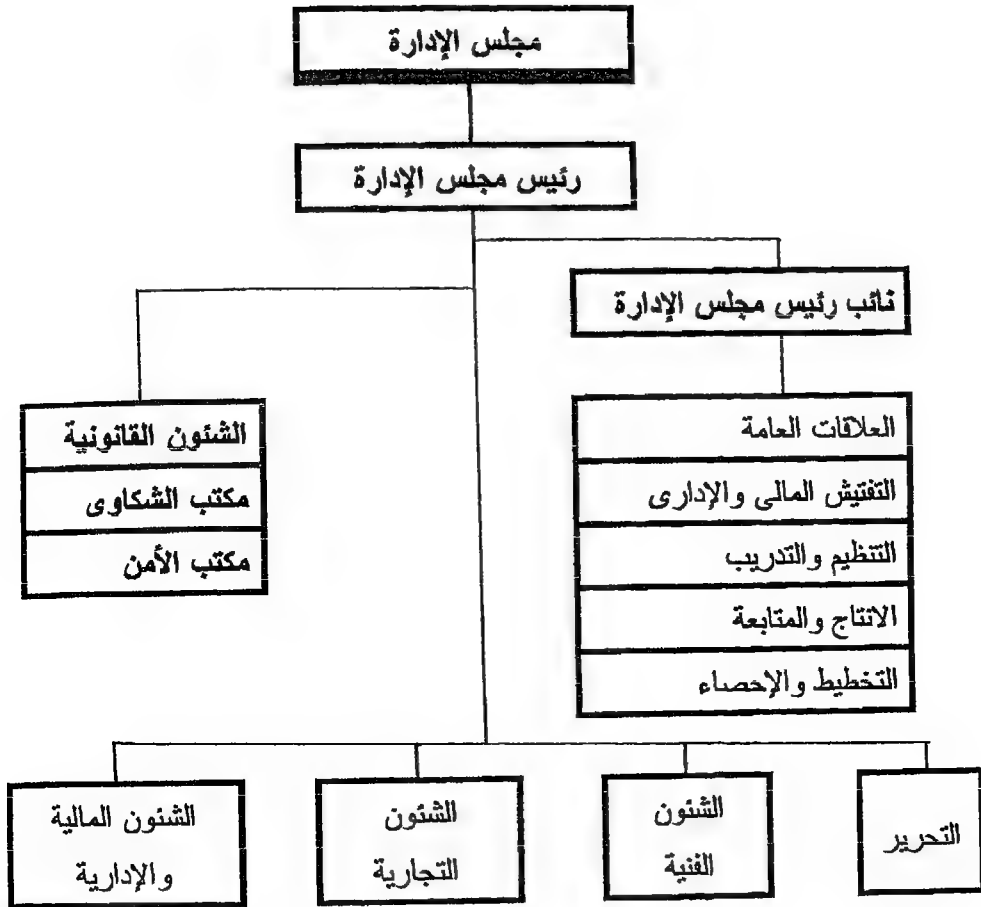 مجلس الإدارة
رئيس مجلس الإدارة
نائب رئيس مجلس الإدارة
العلاقات العامة
التفتيش المالى والإدارى
التنظيم والتدريب
الانتاج والمتابعة
التخطيط والإحصاء
الشئون القانونية
مكتب الشكاوى
مكتب الأمن
التحرير
الشئون
الفنية
الشئون
التجارية
الشئون المالية
والإدارية